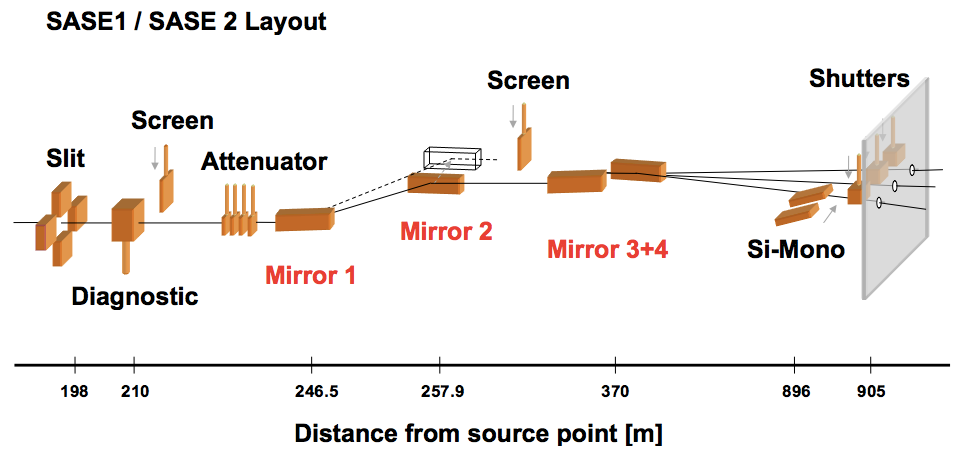 SASE1 / SASE 2 Layout
Screen
Shutters
Screen
Slit
Attenuator
Mirror 2
Mirror 3+4
Si-Mono
Mirror 1
Diagnostic
198
210
246.5
257.9
370
896
905
Distance from source point [m]